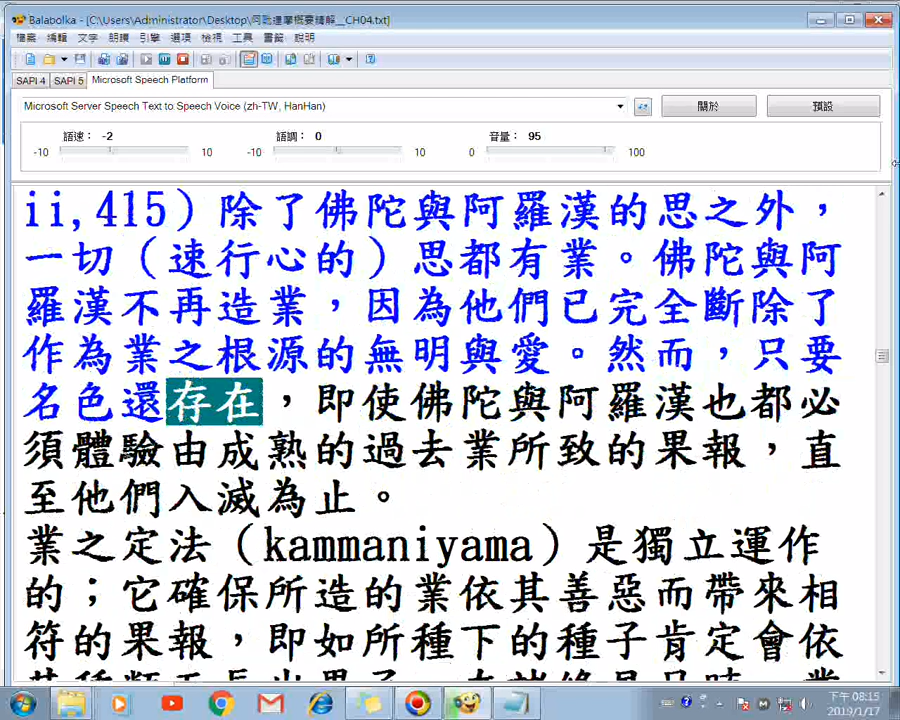 Balabolka - [C:\Users\Administrator\Desktop\阿毗達摩概要精解__CH04.txt]
檔案 編輯 文字 朗讀 引擎 選項 檢視 工具 書籤 說明
SAPI 4 SAPI 5 Microsoft Speech Platform
Microsoft Server Speech Text to Speech Voice (zh-TW, HanHan) 關於 預設
語速： -2 語調： 0 音量： 95
-10 10 -10 10 0 100
ii,415）除了佛陀與阿羅漢的思之外，
一切（速行心的）思都有業。佛陀與阿
羅漢不再造業，因為他們已完全斷除了
作為業之根源的無明與愛。然而，只要
名色還存在，即使佛陀與阿羅漢也都必
須體驗由成熟的過去業所致的果報，直
至他們入滅為止。
業之定法（kammaniyama）是獨立運作
的；它確保所造的業依其善惡而帶來相
符的果報，即如所種下的種子肯定會依
下午 08:15
2019/1/17